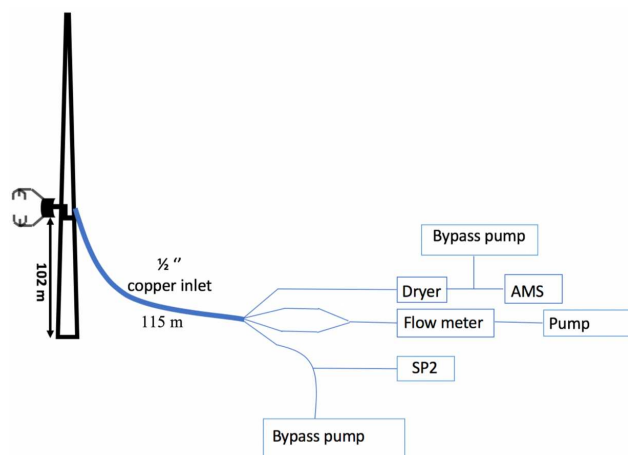 102 m
½ ″
copper inlet
115 m
Bypass pump
Dryer
AMS
Flow meter
Pump
SP2
Bypass pump